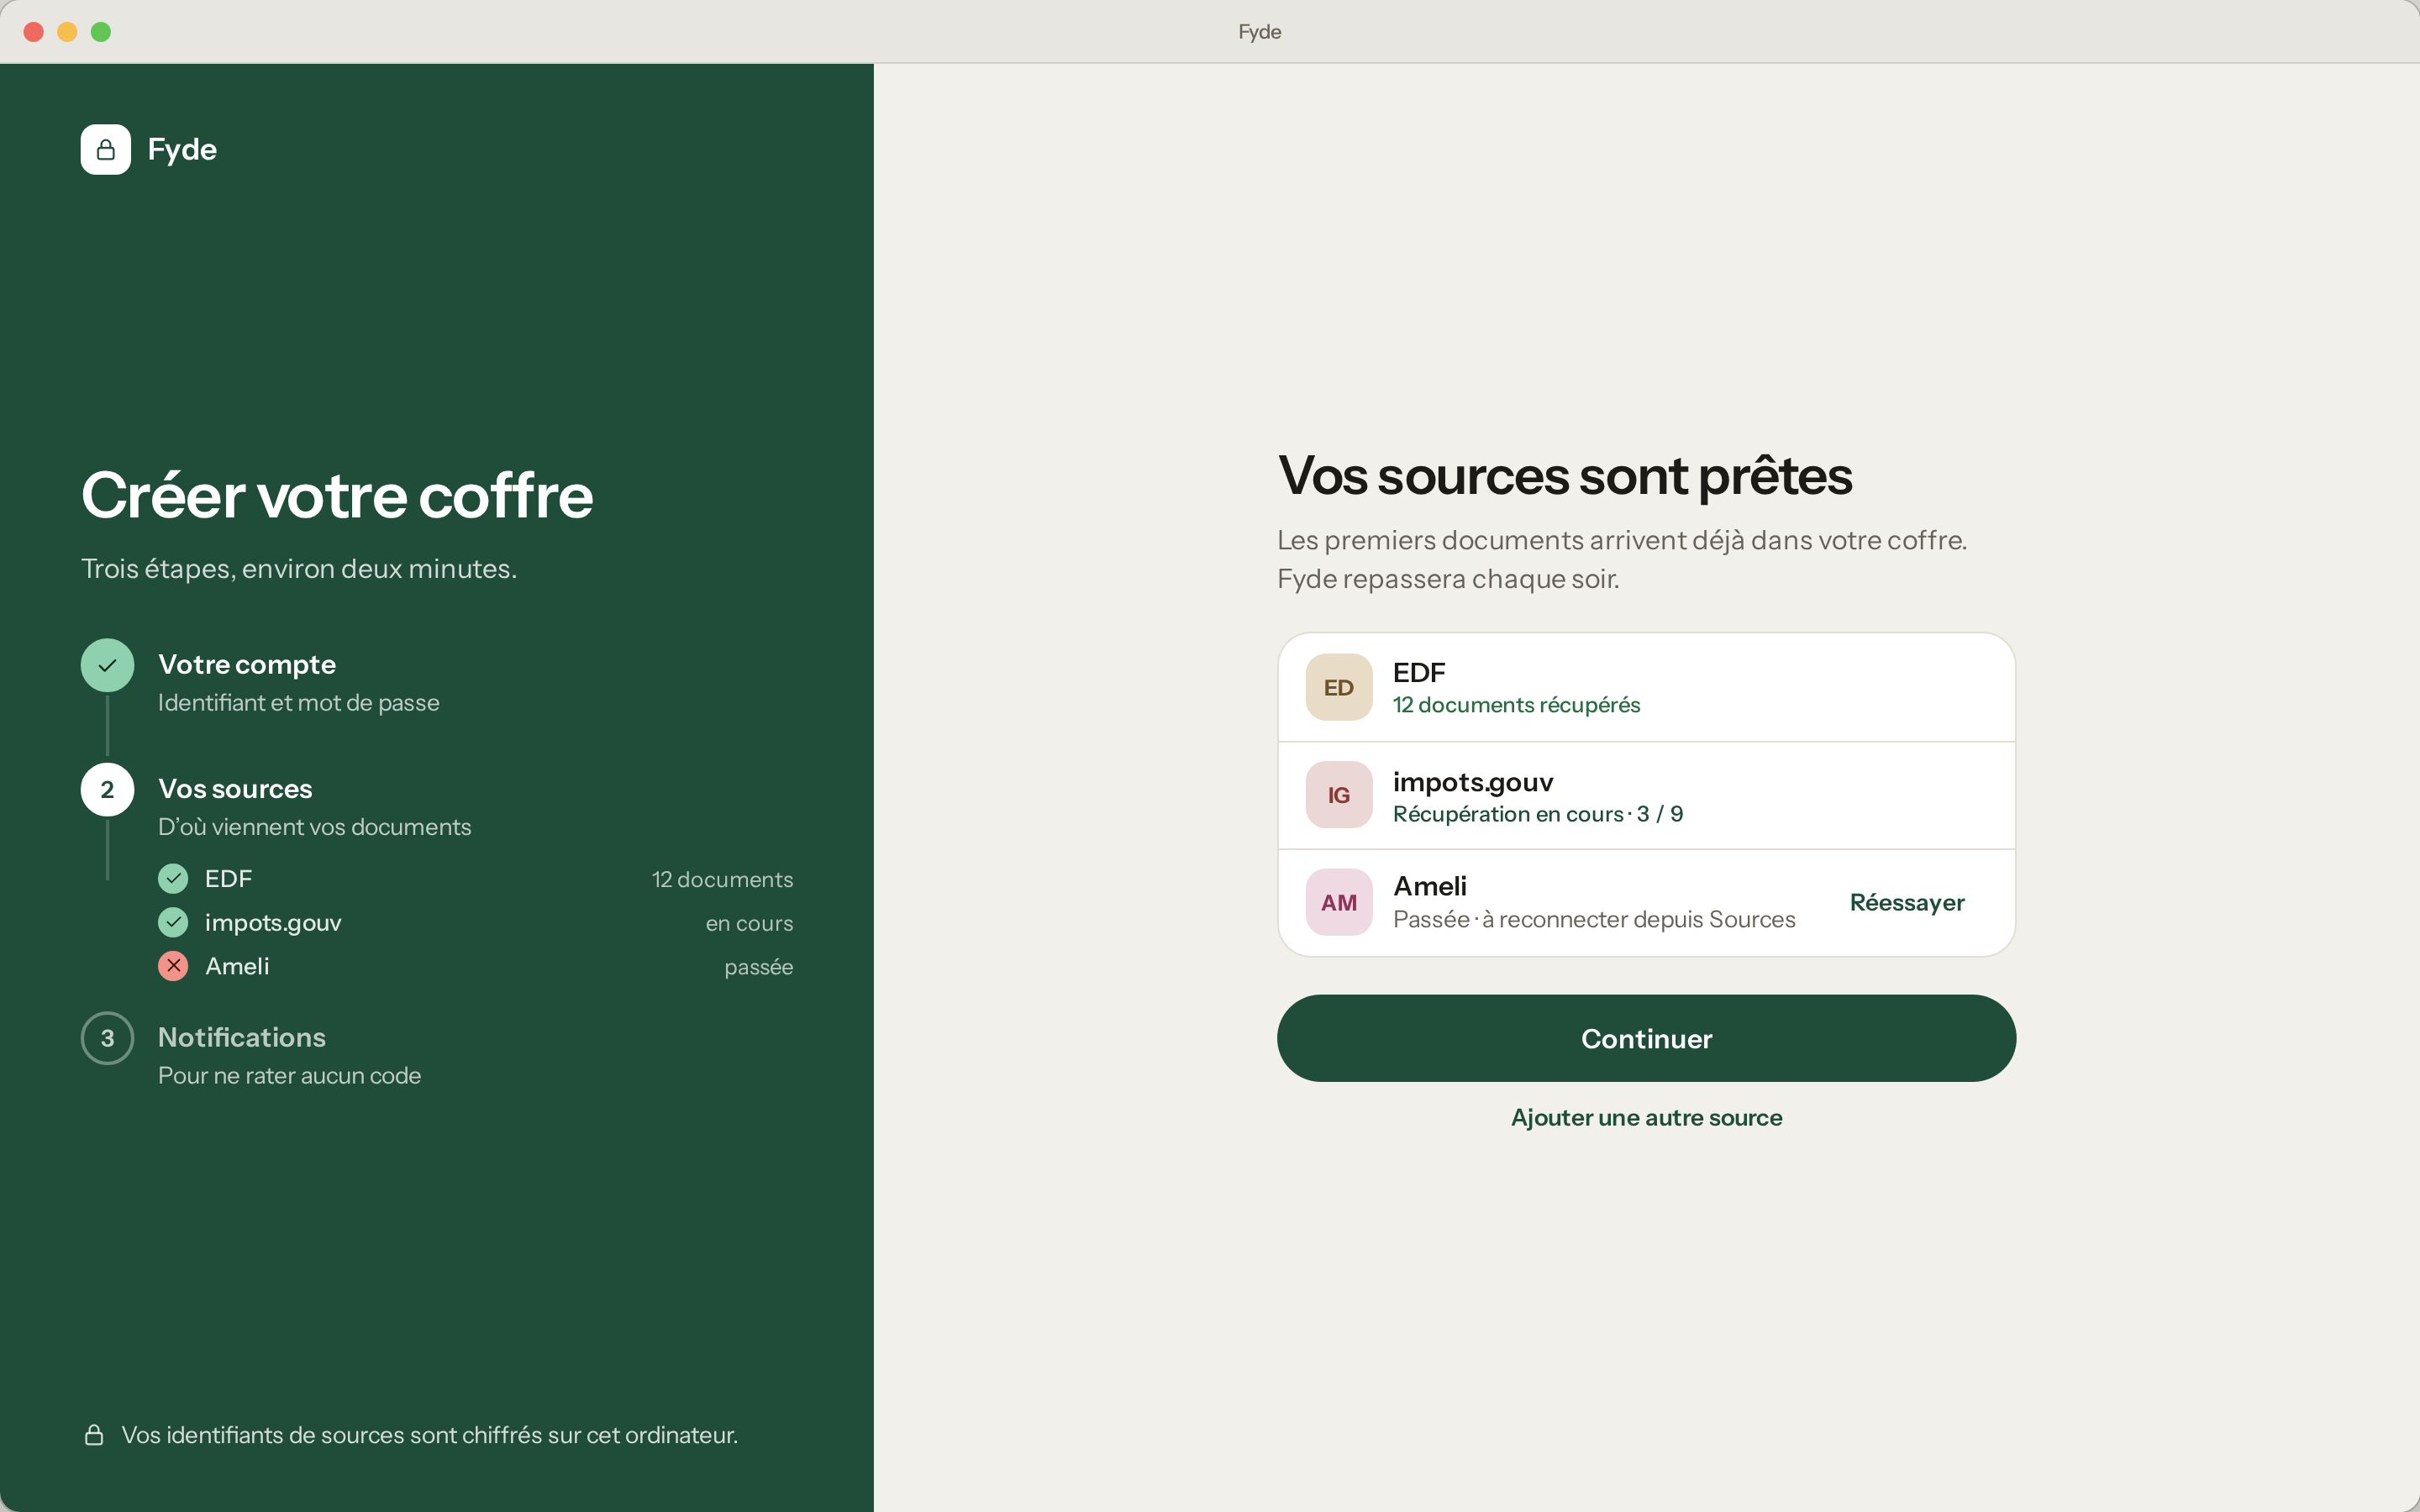 Fyde
Fyde
Créer votre coffre
Trois étapes, environ deux minutes.
Votre compte
Identifiant et mot de passe
2
Vos sources
D’où viennent vos documents
EDF
12 documents
impots.gouv
en cours
Ameli
passée
3
Notifications
Pour ne rater aucun code
Vos identifiants de sources sont chiffrés sur cet ordinateur.
Vos sources sont prêtes
Les premiers documents arrivent déjà dans votre coffre.
Fyde repassera chaque soir.
ED
EDF
12 documents récupérés
IG
impots.gouv
Récupération en cours · 3 / 9
AM
Ameli
Passée · à reconnecter depuis Sources
Réessayer
Continuer
Ajouter une autre source